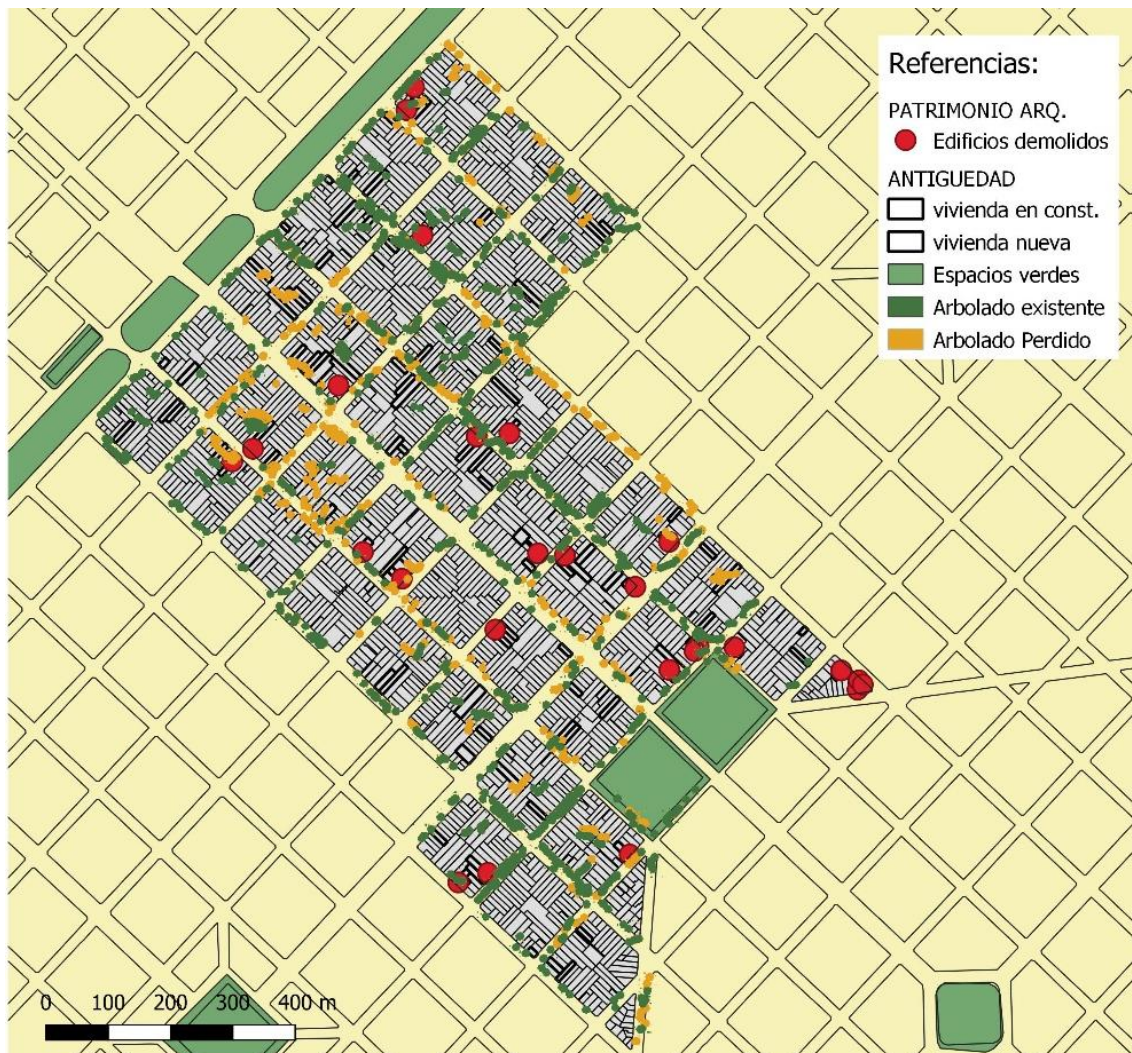 Referencias:
PATRIMONIO ARQ.
Edificios demolidos
ANTIGUEDAD
vivienda en const.
vivienda nueva
Espacios verdes
Arbolado existente
Arbolado Perdido
0 100 200 300 400 m